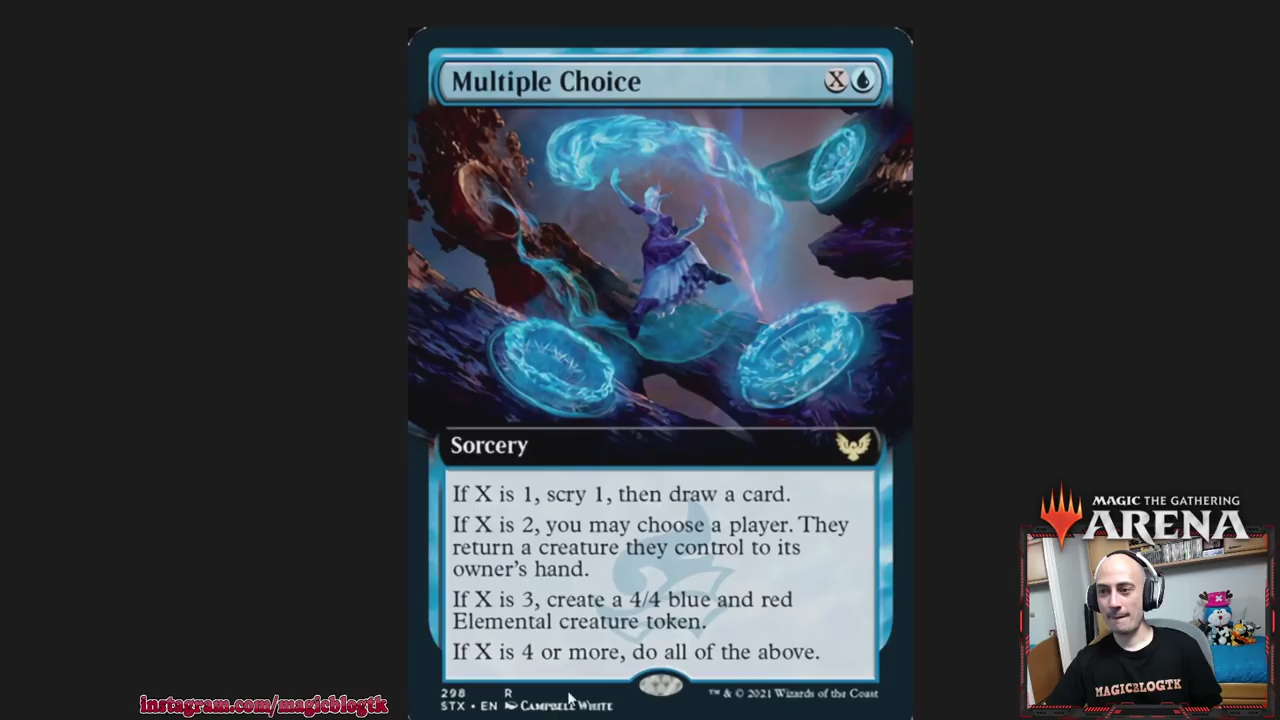 Multiple Choice
X
Sorcery
If X is 1, scry 1, then draw a card.
If X is 2, you may choose a player. They
return a creature they control to its
owner's hand.
If X is 3, create a 4/4 blue and red
Elemental creature token.
If X is 4 or more, do all of the above.
298 R
STX • EN CAMPBELL WHITE
™ & © 2021 Wizards of the Coast
MAGIC THE GATHERING
ARENA
MAGICBLOGTK
instagram.com/magicblogtk